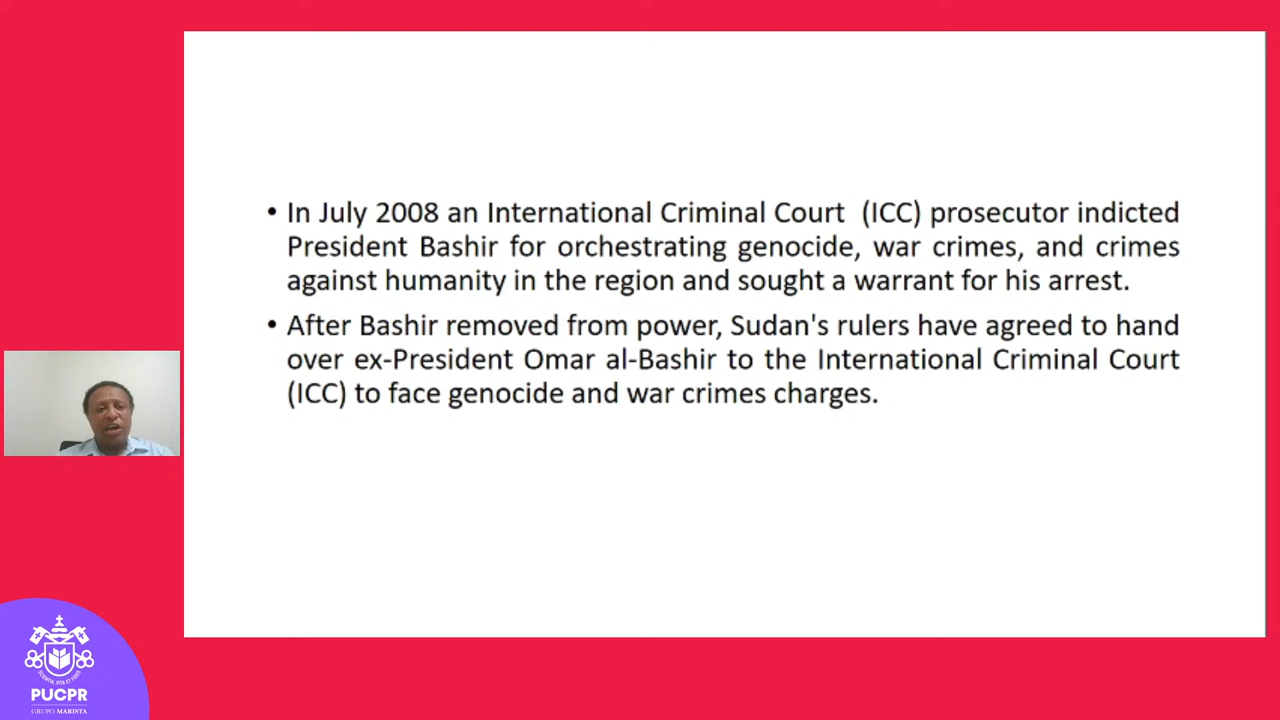 • In July 2008 an International Criminal Court (ICC) prosecutor indicted
President Bashir for orchestrating genocide, war crimes, and crimes
against humanity in the region and sought a warrant for his arrest.
• After Bashir removed from power, Sudan's rulers have agreed to hand
over ex-President Omar al-Bashir to the International Criminal Court
(ICC) to face genocide and war crimes charges.
PUCPR
GRUPO MARISTA